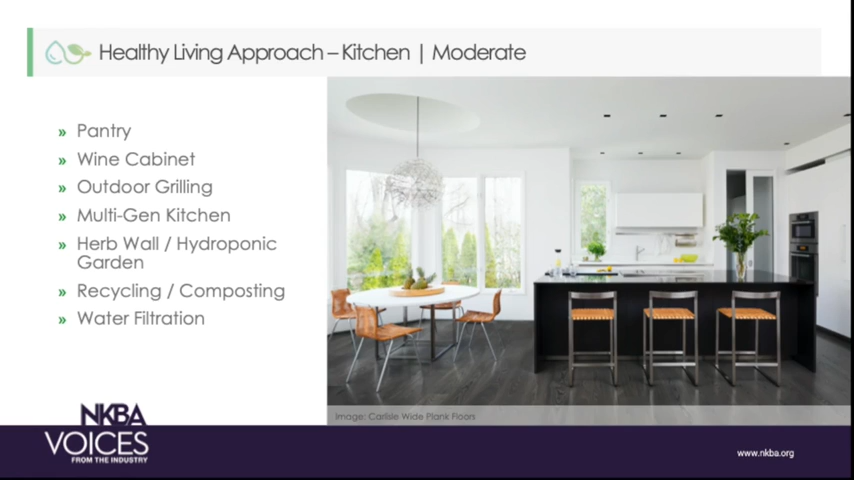 Healthy Living Approach – Kitchen | Moderate
» Pantry
» Wine Cabinet
» Outdoor Grilling
» Multi-Gen Kitchen
» Herb Wall / Hydroponic
Garden
» Recycling / Composting
» Water Filtration
Image: Carlisle Wide Plank Floors
NKBA
VOICES
FROM THE INDUSTRY
www.nkba.org